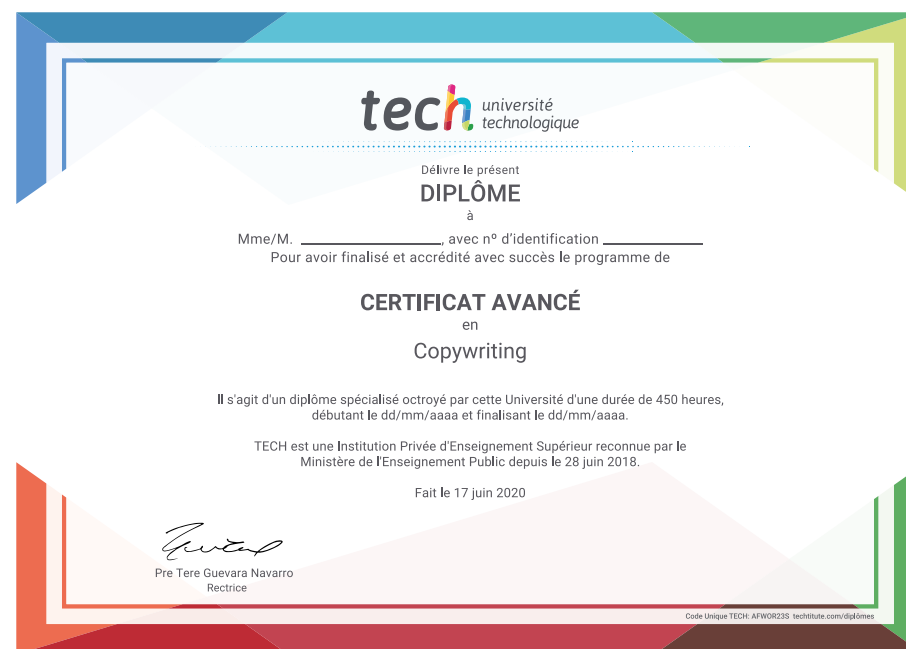 tech université
technologique
Délivre le présent
DIPLÔME
à
Mme/M. ____________________, avec nº d'identification ______________
Pour avoir finalisé et accrédité avec succès le programme de
CERTIFICAT AVANCÉ
en
Copywriting
Il s'agit d'un diplôme spécialisé octroyé par cette Université d'une durée de 450 heures,
débutant le dd/mm/aaaa et finalisant le dd/mm/aaaa.
TECH est une Institution Privée d'Enseignement Supérieur reconnue par le
Ministère de l'Enseignement Public depuis le 28 juin 2018.
Fait le 17 juin 2020
Pre Tere Guevara Navarro
Rectrice
Code Unique TECH: AFWOR23S techtitute.com/diplômes